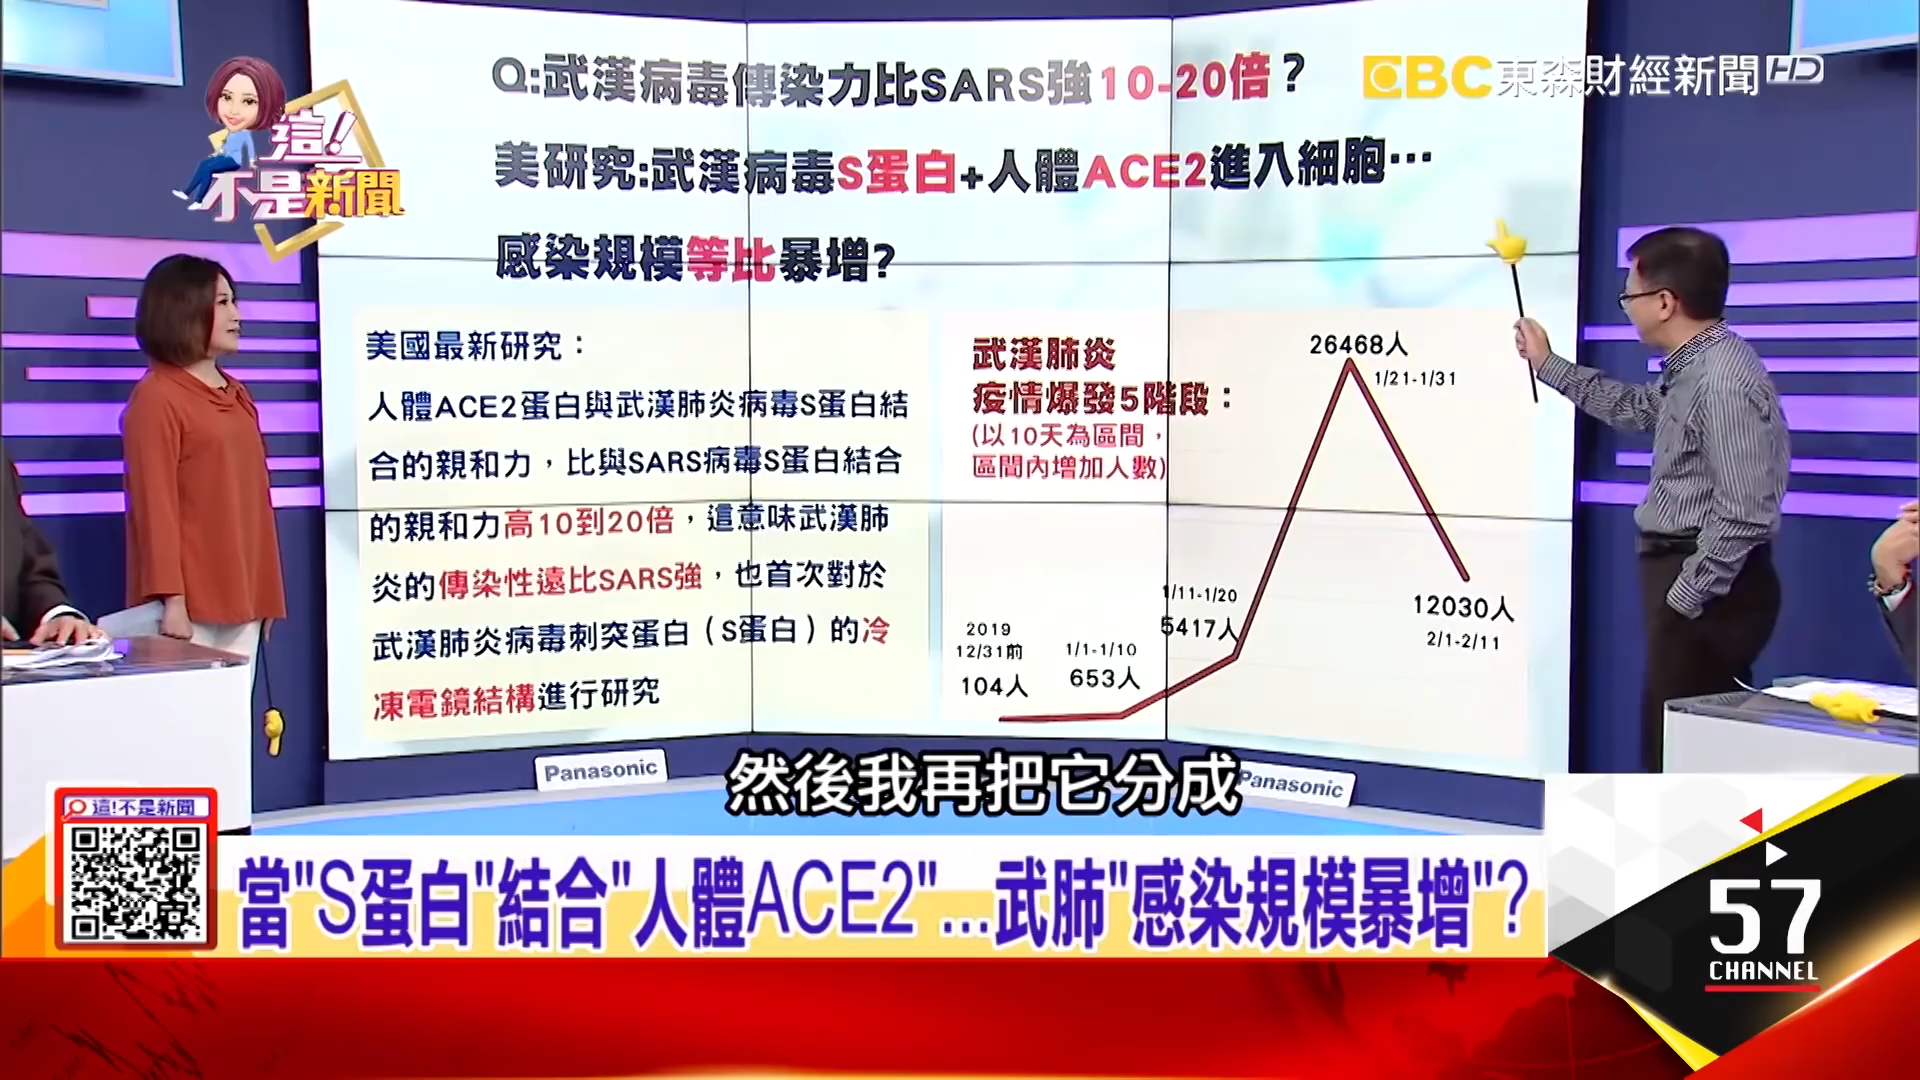 Q:武漢病毒傳染力比SARS強10-20倍？
美研究:武漢病毒S蛋白+人體ACE2進入細胞…
感染規模等比暴增?
EBC東森財經新聞HD
這!
不是新聞
美國最新研究：
人體ACE2蛋白與武漢肺炎病毒S蛋白結
合的親和力，比與SARS病毒S蛋白結合
的親和力高10到20倍，這意味武漢肺
炎的傳染性遠比SARS強，也首次對於
武漢肺炎病毒刺突蛋白（S蛋白）的冷
凍電鏡結構進行研究
武漢肺炎
疫情爆發5階段：
(以10天為區間，
區間內增加人數)
2019
12/31前
104人
1/1-1/10
653人
1/11-1/20
5417人
26468人
1/21-1/31
12030人
2/1-2/11
Panasonic
Panasonic
然後我再把它分成
這!不是新聞
當"S蛋白"結合"人體ACE2"...武肺"感染規模暴增"?
57
CHANNEL